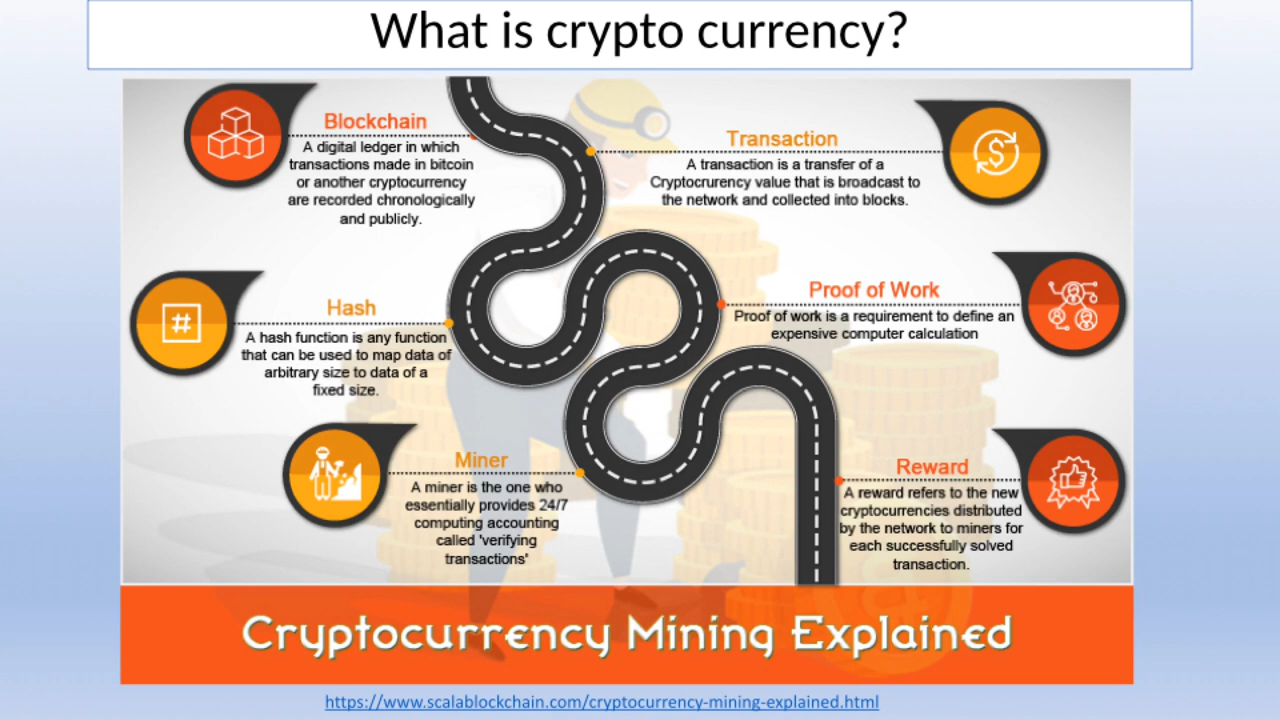 What is crypto currency?
Blockchain
A digital ledger in which
transactions made in bitcoin
or another cryptocurrency
are recorded chronologically
and publicly.
Transaction
A transaction is a transfer of a
Cryptocrurency value that is broadcast to
the network and collected into blocks.
Hash
A hash function is any function
that can be used to map data of
arbitrary size to data of a
fixed size.
Proof of Work
Proof of work is a requirement to define an
expensive computer calculation
Miner
A miner is the one who
essentially provides 24/7
computing accounting
called 'verifying
transactions'
Reward
A reward refers to the new
cryptocurrencies distributed
by the network to miners for
each successfully solved
transaction.
Cryptocurrency Mining Explained
https://www.scalablockchain.com/cryptocurrency-mining-explained.html